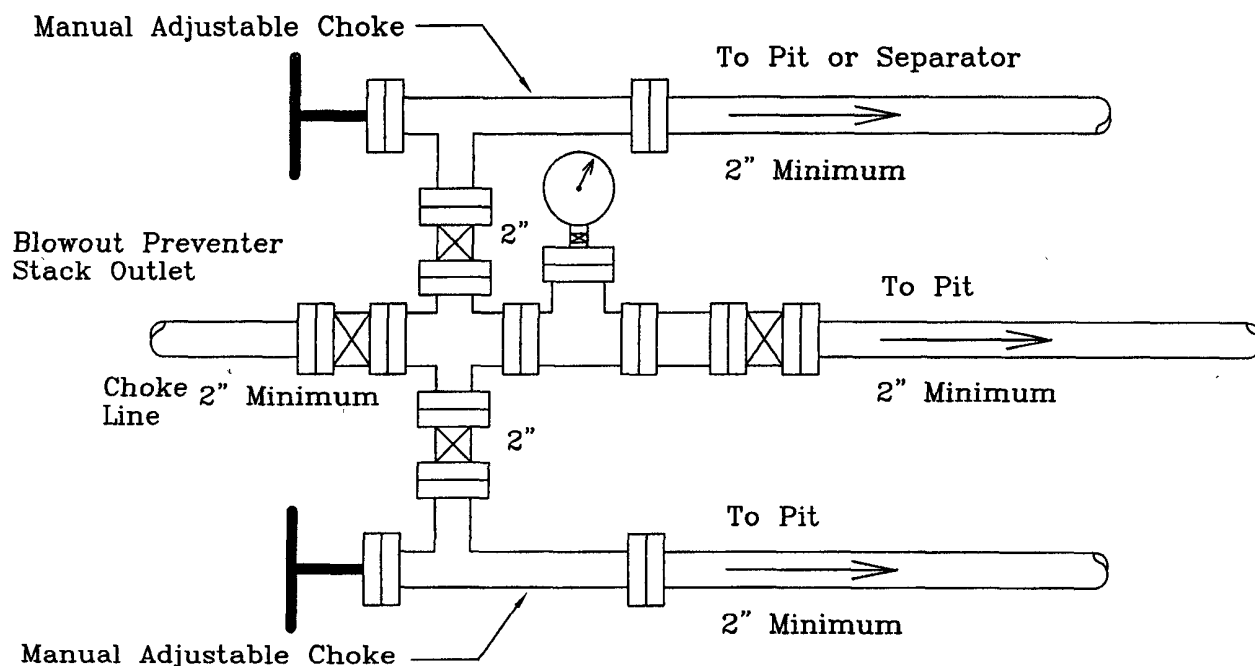 Manual Adjustable Choke
To Pit or Separator
2" Minimum
2"
Blowout Preventer
Stack Outlet
To Pit
Choke
Line
2" Minimum
2" Minimum
2"
To Pit
2" Minimum
Manual Adjustable Choke